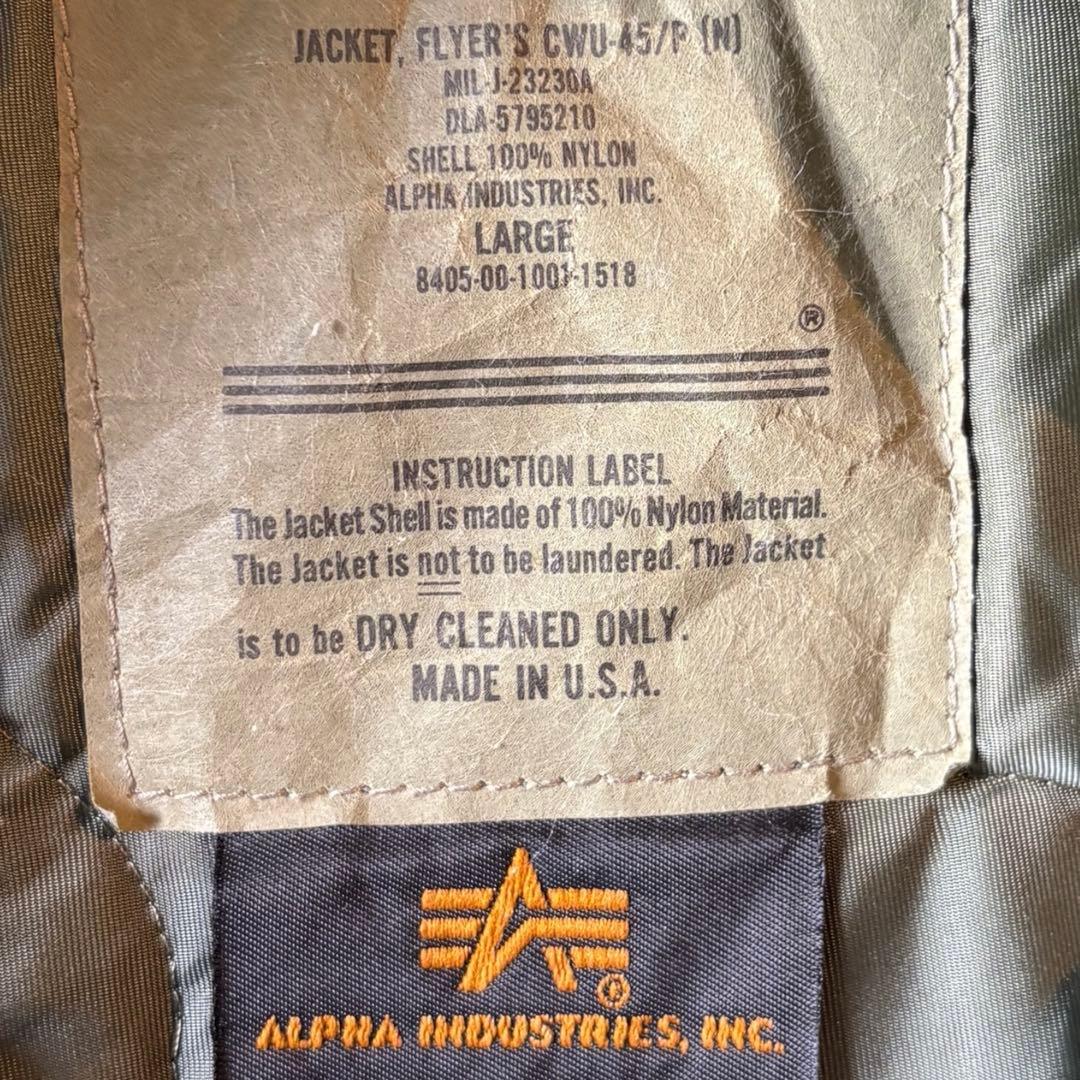 JACKET, FLYER'S CWU-45/P (N)
MIL-J-23230A
DLA-5795210
SHELL 100% NYLON
ALPHA INDUSTRIES, INC.
LARGE
8405-00-1001-1518
®
INSTRUCTION LABEL
The Jacket Shell is made of 100% Nylon Material.
The Jacket is not to be laundered. The Jacket
is to be DRY CLEANED ONLY.
MADE IN U.S.A.
®
ALPHA INDUSTRIES, INC.